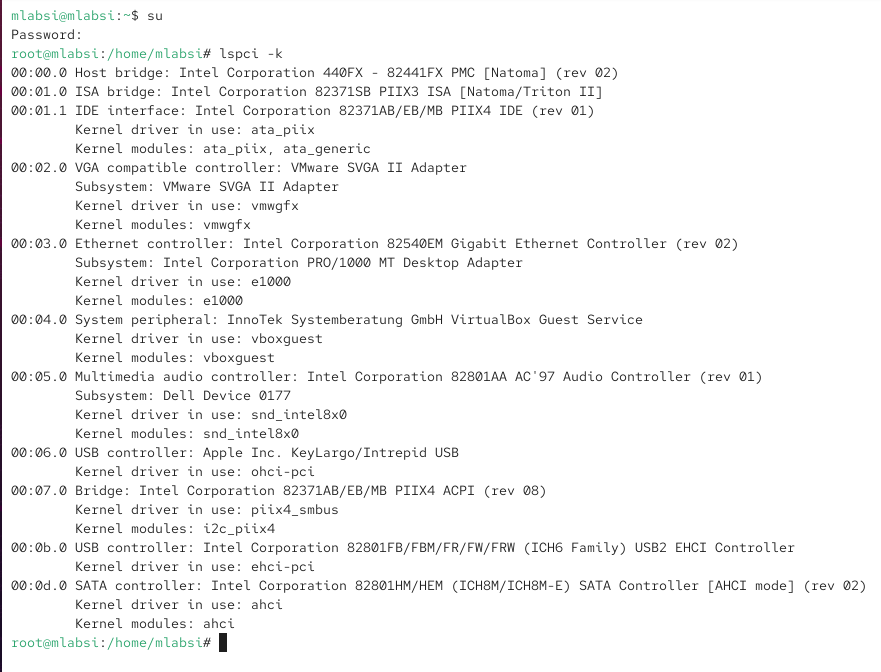 mlabsi@mlabsi:~$ su
Password:
root@mlabsi:/home/mlabsi# lspci -k
00:00.0 Host bridge: Intel Corporation 440FX - 82441FX PMC [Natoma] (rev 02)
00:01.0 ISA bridge: Intel Corporation 82371SB PIIX3 ISA [Natoma/Triton II]
00:01.1 IDE interface: Intel Corporation 82371AB/EB/MB PIIX4 IDE (rev 01)
        Kernel driver in use: ata_piix
        Kernel modules: ata_piix, ata_generic
00:02.0 VGA compatible controller: VMware SVGA II Adapter
        Subsystem: VMware SVGA II Adapter
        Kernel driver in use: vmwgfx
        Kernel modules: vmwgfx
00:03.0 Ethernet controller: Intel Corporation 82540EM Gigabit Ethernet Controller (rev 02)
        Subsystem: Intel Corporation PRO/1000 MT Desktop Adapter
        Kernel driver in use: e1000
        Kernel modules: e1000
00:04.0 System peripheral: InnoTek Systemberatung GmbH VirtualBox Guest Service
        Kernel driver in use: vboxguest
        Kernel modules: vboxguest
00:05.0 Multimedia audio controller: Intel Corporation 82801AA AC'97 Audio Controller (rev 01)
        Subsystem: Dell Device 0177
        Kernel driver in use: snd_intel8x0
        Kernel modules: snd_intel8x0
00:06.0 USB controller: Apple Inc. KeyLargo/Intrepid USB
        Kernel driver in use: ohci-pci
00:07.0 Bridge: Intel Corporation 82371AB/EB/MB PIIX4 ACPI (rev 08)
        Kernel driver in use: piix4_smbus
        Kernel modules: i2c_piix4
00:0b.0 USB controller: Intel Corporation 82801FB/FBM/FR/FW/FRW (ICH6 Family) USB2 EHCI Controller
        Kernel driver in use: ehci-pci
00:0d.0 SATA controller: Intel Corporation 82801HM/HEM (ICH8M/ICH8M-E) SATA Controller [AHCI mode] (rev 02)
        Kernel driver in use: ahci
        Kernel modules: ahci
root@mlabsi:/home/mlabsi#